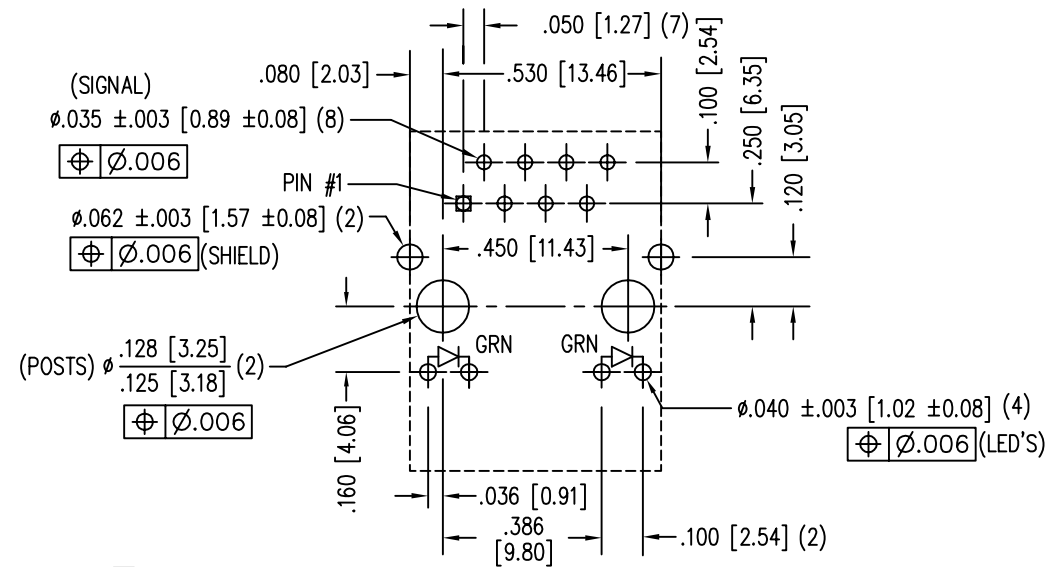 .050 [1.27] (7)
.080 [2.03]
.530 [13.46]
.100 [2.54]
.250 [6.35]
.120 [3.05]
(SIGNAL)
ø.035 ±.003 [0.89 ±0.08] (8)
⌖ Ø.006
PIN #1
ø.062 ±.003 [1.57 ±0.08] (2)
⌖ Ø.006 (SHIELD)
.450 [11.43]
GRN
GRN
(POSTS) ø .128 [3.25]
.125 [3.18] (2)
⌖ Ø.006
ø.040 ±.003 [1.02 ±0.08] (4)
⌖ Ø.006 (LED'S)
.160 [4.06]
.036 [0.91]
.386
[9.80]
.100 [2.54] (2)